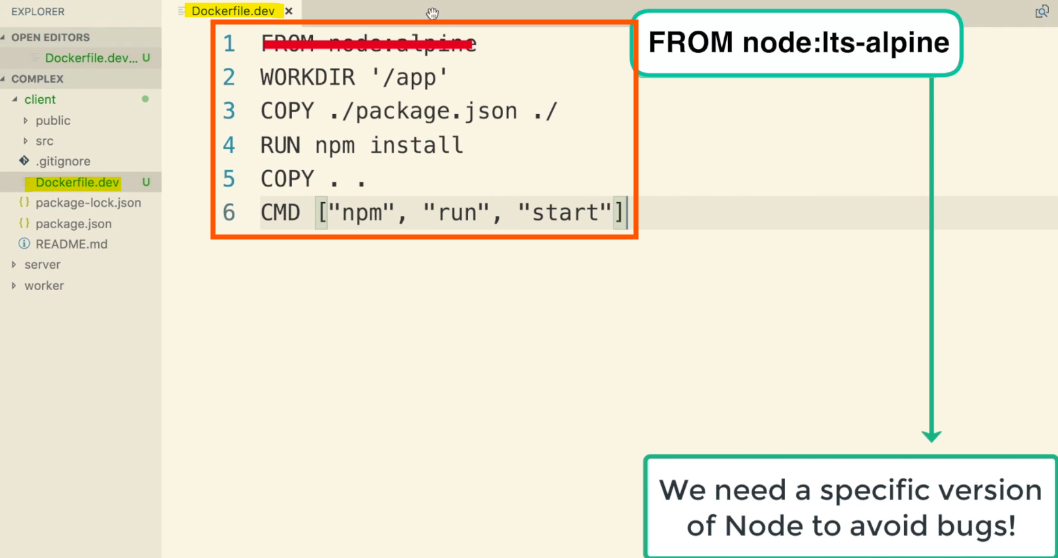 EXPLORER
OPEN EDITORS
Dockerfile.dev... U
COMPLEX
client
public
src
.gitignore
Dockerfile.dev U
{} package-lock.json
{} package.json
README.md
server
worker
Dockerfile.dev ×
1 FROM node:alpine
2 WORKDIR '/app'
3 COPY ./package.json ./
4 RUN npm install
5 COPY . .
6 CMD ["npm", "run", "start"]
FROM node:lts-alpine
We need a specific version
of Node to avoid bugs!